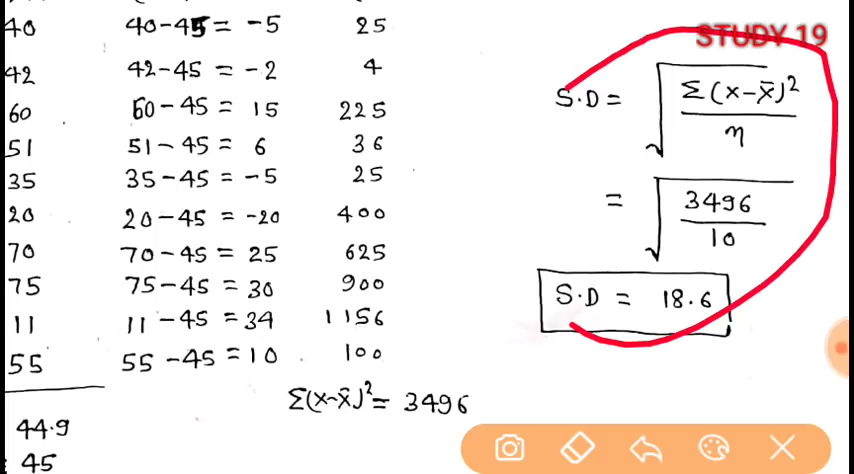 STUDY 19
40 40-45 = -5 25
42 42-45 = -2 4
60 60-45 = 15 225
51 51-45 = 6 36
35 35-45 = -5 25
20 20-45 = -20 400
70 70-45 = 25 625
75 75-45 = 30 900
11 11-45 = 34 1156
55 55-45 = 10 100
Σ(x-x̄)² = 3496
44.9
45
S.D = √Σ(x-x̄)²/n
= √3496/10
S.D = 18.6